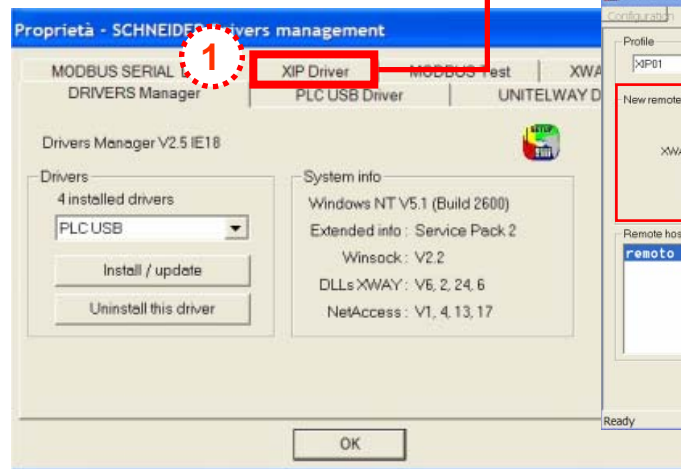 Proprietà - SCHNEIDER Drivers management
1
MODBUS SERIAL
XIP Driver
MODBUS Test
DRIVERS Manager
PLC USB Driver
Drivers Manager V2.5 IE18
SETUP
Drivers
4 installed drivers
PLC USB
Install / update
Uninstall this driver
System info
Windows NT V5.1 (Build 2600)
Extended info : Service Pack 2
Winsock : V2.2
DLLs XWAY : V6, 2, 24, 6
NetAccess : V1, 4, 13, 17
OK
Configuration
Profile
XIP01
New remote
remoto
Ready